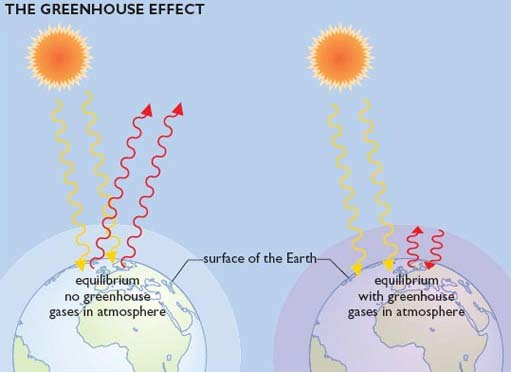 THE GREENHOUSE EFFECT
surface of the Earth
equilibrium
no greenhouse
gases in atmosphere
equilibrium
with greenhouse
gases in atmosphere